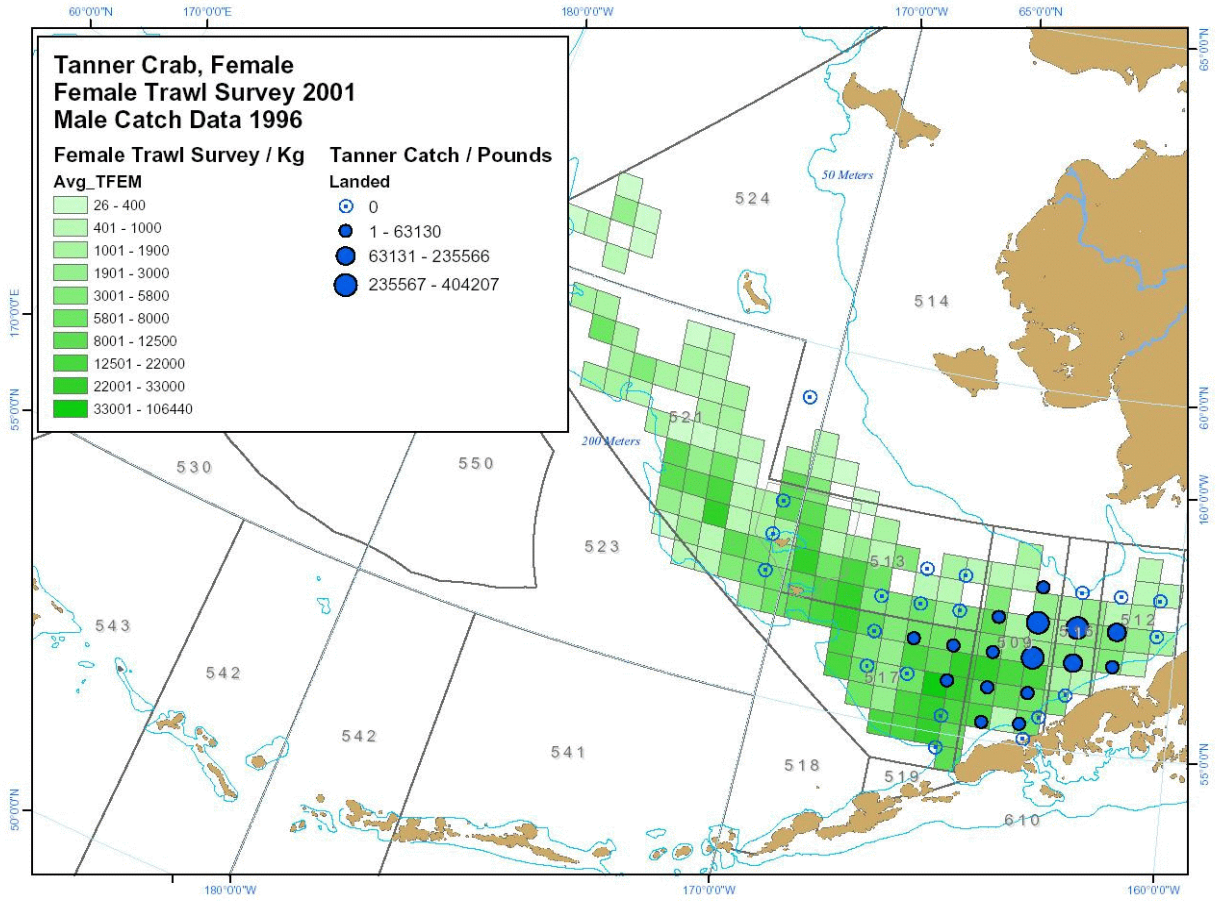 60°0'0"N 170°0'0"E 180°0'0"W 170°0'0"W 65°0'0"N
65°0'0"N
Tanner Crab, Female
Female Trawl Survey 2001
Male Catch Data 1996
Female Trawl Survey / Kg
Avg_TFEM
26 - 400
401 - 1000
1001 - 1900
1901 - 3000
3001 - 5800
5801 - 8000
8001 - 12500
12501 - 22000
22001 - 33000
33001 - 106440
Tanner Catch / Pounds
Landed
0
1 - 63130
63131 - 235566
235567 - 404207
50 Meters
524
514
170°0'0"E
55°0'0"N
60°0'0"N
521
200 Meters
530
550
160°0'0"W
523
513
543
542
509
516
512
517
542
541
518
519
55°0'0"N
50°0'0"N
610
180°0'0"W 170°0'0"W 160°0'0"W